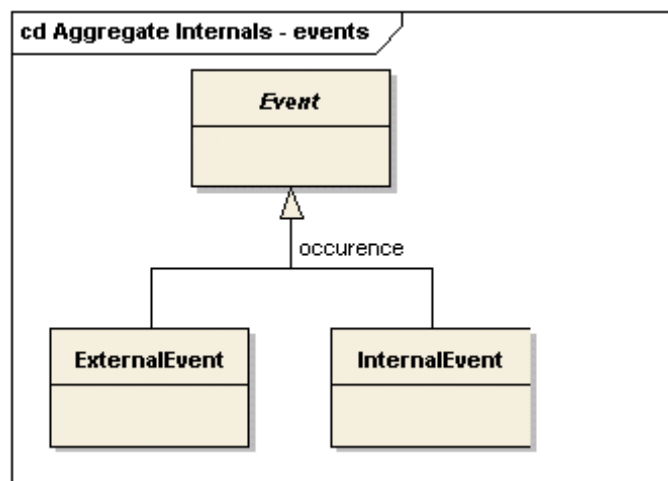 cd Aggregate Internals - events
Event
occurence
ExternalEvent
InternalEvent